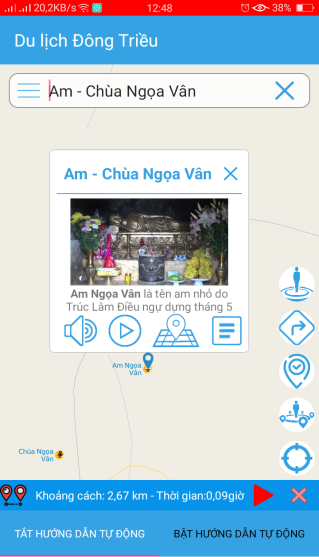 20,2KB/s 12:48 38%
Du lịch Đông Triều
Am - Chùa Ngọa Vân
Am - Chùa Ngọa Vân
Am Ngọa Vân là tên am nhỏ do
Trúc Lâm Điều ngự dựng tháng 5
Am Ngọa
Vân
Chùa Ngọa
Vân
Khoảng cách: 2,67 km - Thời gian:0,09giờ
TẮT HƯỚNG DẪN TỰ ĐỘNG
BẬT HƯỚNG DẪN TỰ ĐỘNG